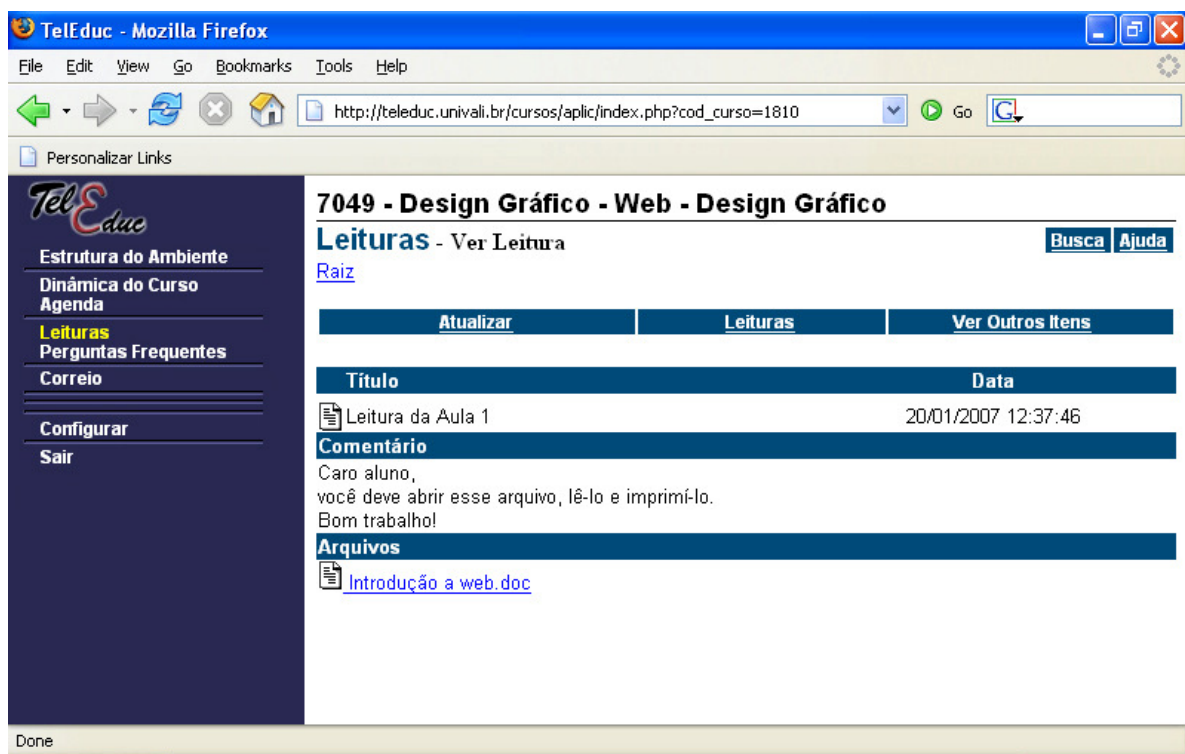 TelEduc - Mozilla Firefox
File Edit View Go Bookmarks Tools Help
http://teleduc.univali.br/cursos/aplic/index.php?cod_curso=1810 Go G
Personalizar Links
TelEduc
Estrutura do Ambiente
Dinâmica do Curso
Agenda
Leituras
Perguntas Frequentes
Correio
Configurar
Sair
7049 - Design Gráfico - Web - Design Gráfico
Leituras - Ver Leitura Busca Ajuda
Raiz
Atualizar Leituras Ver Outros Itens
Título Data
Leitura da Aula 1 20/01/2007 12:37:46
Comentário
Caro aluno,
você deve abrir esse arquivo, lê-lo e imprimí-lo.
Bom trabalho!
Arquivos
Introdução a web.doc
Done